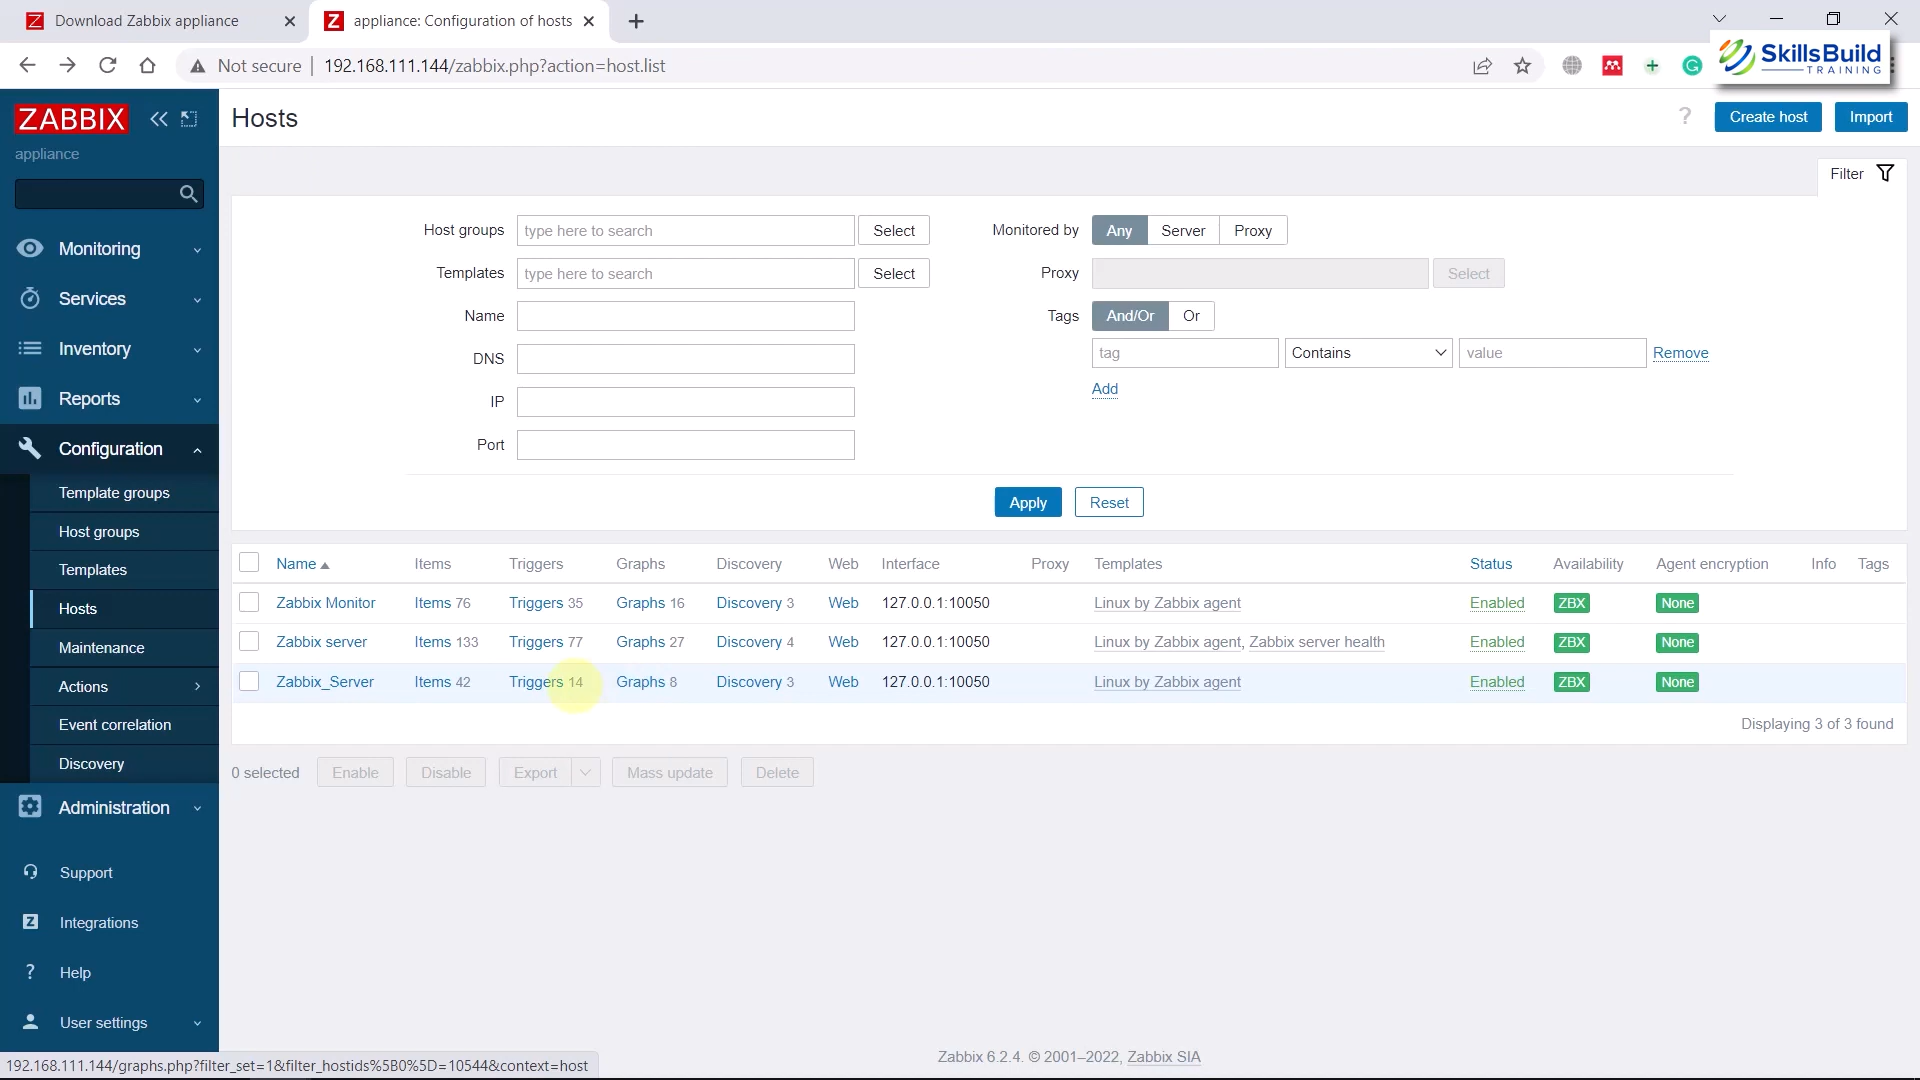 Download Zabbix appliance
appliance: Configuration of hosts
Not secure | 192.168.111.144/zabbix.php?action=host.list
SkillsBuild
TRAINING
ZABBIX
appliance
Monitoring
Services
Inventory
Reports
Configuration
Template groups
Host groups
Templates
Hosts
Maintenance
Actions
Event correlation
Discovery
Administration
Support
Integrations
Help
User settings
Hosts
? Create host Import
Filter
Host groups type here to search Select
Templates type here to search Select
Name
DNS
IP
Port
Monitored by Any Server Proxy
Proxy Select
Tags And/Or Or
tag Contains value Remove
Add
Apply Reset
Name Items Triggers Graphs Discovery Web Interface Proxy Templates Status Availability Agent encryption Info Tags
Zabbix Monitor Items 76 Triggers 35 Graphs 16 Discovery 3 Web 127.0.0.1:10050 Linux by Zabbix agent Enabled ZBX None
Zabbix server Items 133 Triggers 77 Graphs 27 Discovery 4 Web 127.0.0.1:10050 Linux by Zabbix agent, Zabbix server health Enabled ZBX None
Zabbix_Server Items 42 Triggers 14 Graphs 8 Discovery 3 Web 127.0.0.1:10050 Linux by Zabbix agent Enabled ZBX None
Displaying 3 of 3 found
0 selected Enable Disable Export Mass update Delete
Zabbix 6.2.4. © 2001–2022, Zabbix SIA
192.168.111.144/graphs.php?filter_set=1&filter_hostids%5B0%5D=10544&context=host